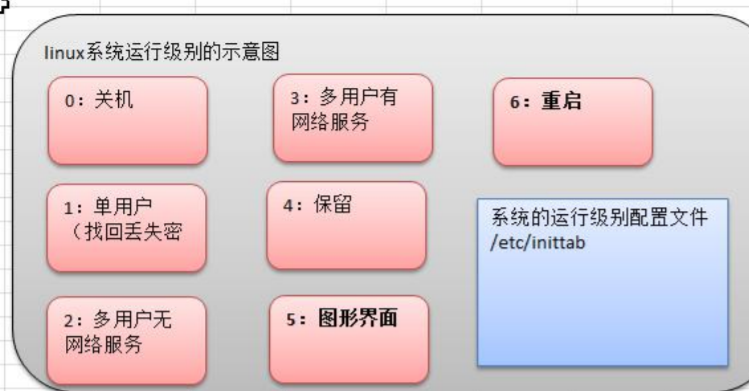 linux系统运行级别的示意图
0: 关机
3: 多用户有
网络服务
6: 重启
1: 单用户
（找回丢失密
4: 保留
系统的运行级别配置文件
/etc/inittab
2: 多用户无
网络服务
5: 图形界面